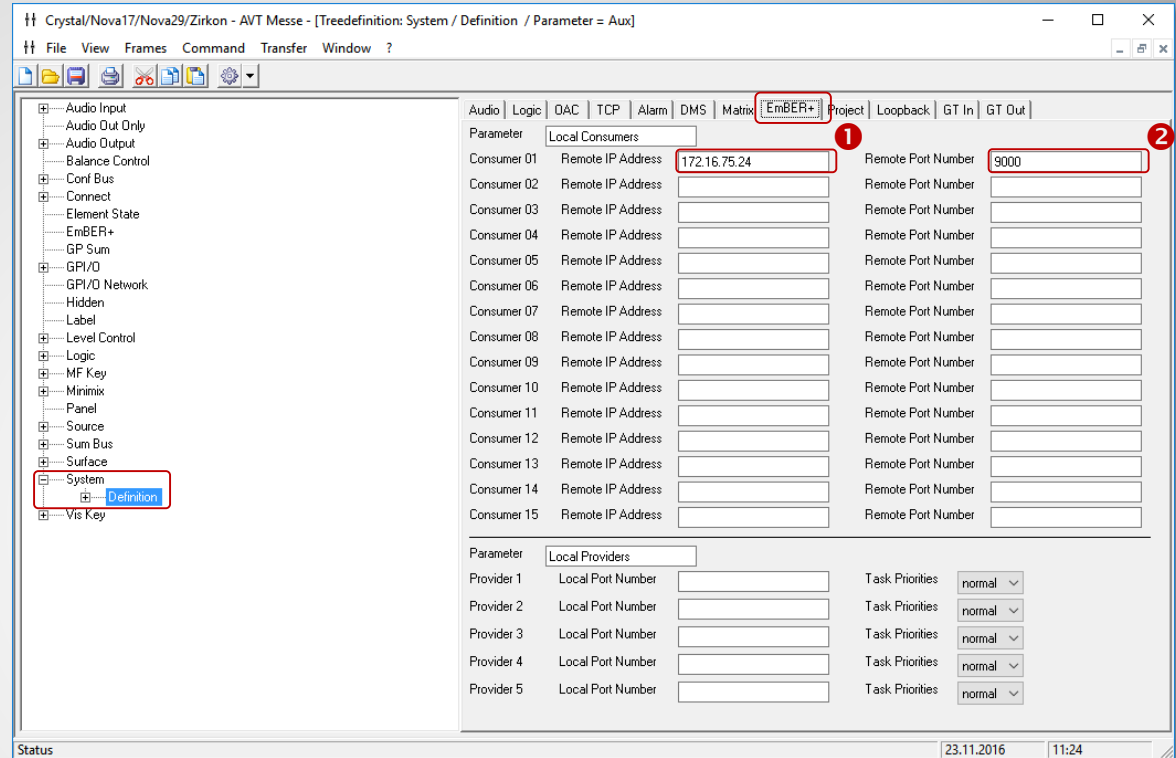 Crystal/Nova17/Nova29/Zirkon - AVT Messe - [Treedefinition: System / Definition / Parameter = Aux]
File View Frames Command Transfer Window ?
Audio Input
Audio Out Only
Audio Output
Balance Control
Conf Bus
Connect
Element State
EmBER+
GP Sum
GPI/O
GPI/O Network
Hidden
Label
Level Control
Logic
MF Key
Minimix
Panel
Source
Sum Bus
Surface
System
Definition
Vis Key
Audio Logic OAC TCP Alarm DMS Matrix EmBER+ Project Loopback GT In GT Out
1 2
Parameter Local Consumers
Consumer 01 Remote IP Address 172.16.75.24 Remote Port Number 9000
Consumer 02 Remote IP Address Remote Port Number
Consumer 03 Remote IP Address Remote Port Number
Consumer 04 Remote IP Address Remote Port Number
Consumer 05 Remote IP Address Remote Port Number
Consumer 06 Remote IP Address Remote Port Number
Consumer 07 Remote IP Address Remote Port Number
Consumer 08 Remote IP Address Remote Port Number
Consumer 09 Remote IP Address Remote Port Number
Consumer 10 Remote IP Address Remote Port Number
Consumer 11 Remote IP Address Remote Port Number
Consumer 12 Remote IP Address Remote Port Number
Consumer 13 Remote IP Address Remote Port Number
Consumer 14 Remote IP Address Remote Port Number
Consumer 15 Remote IP Address Remote Port Number
Parameter Local Providers
Provider 1 Local Port Number Task Priorities normal
Provider 2 Local Port Number Task Priorities normal
Provider 3 Local Port Number Task Priorities normal
Provider 4 Local Port Number Task Priorities normal
Provider 5 Local Port Number Task Priorities normal
Status 23.11.2016 11:24